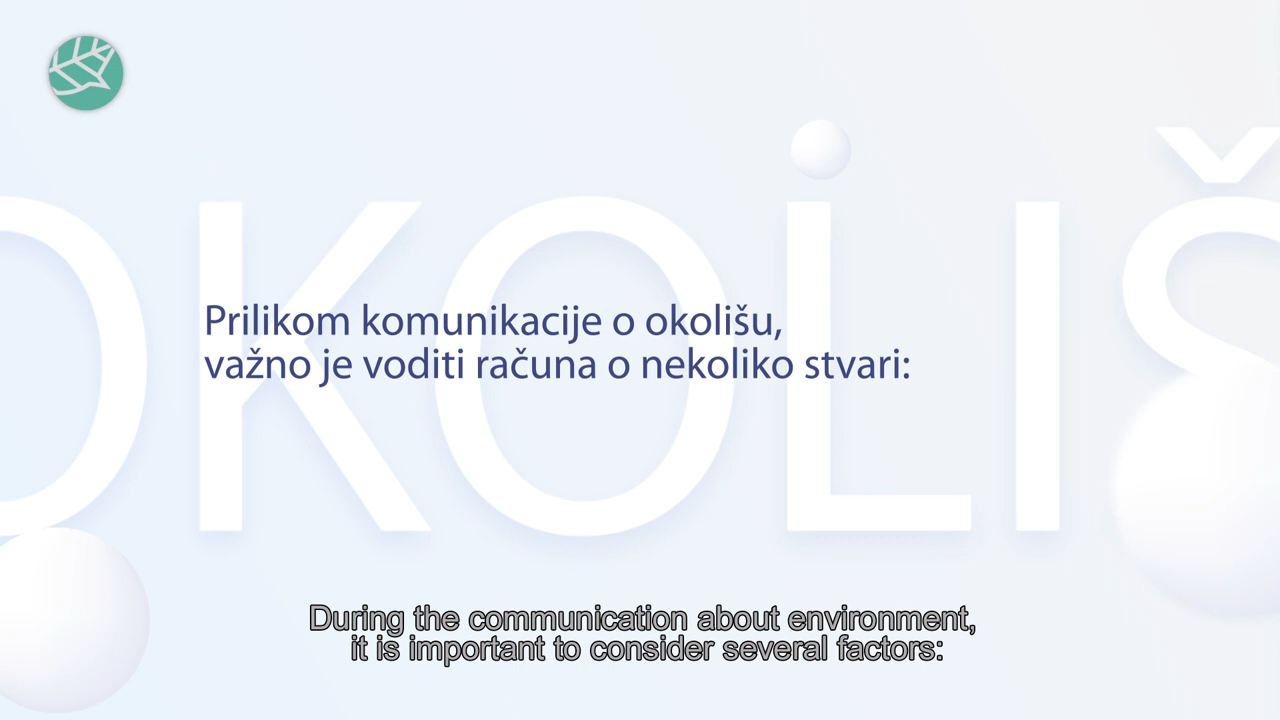 OKOLIŠ
Prilikom komunikacije o okolišu,
važno je voditi računa o nekoliko stvari:
During the communication about environment,
it is important to consider several factors: